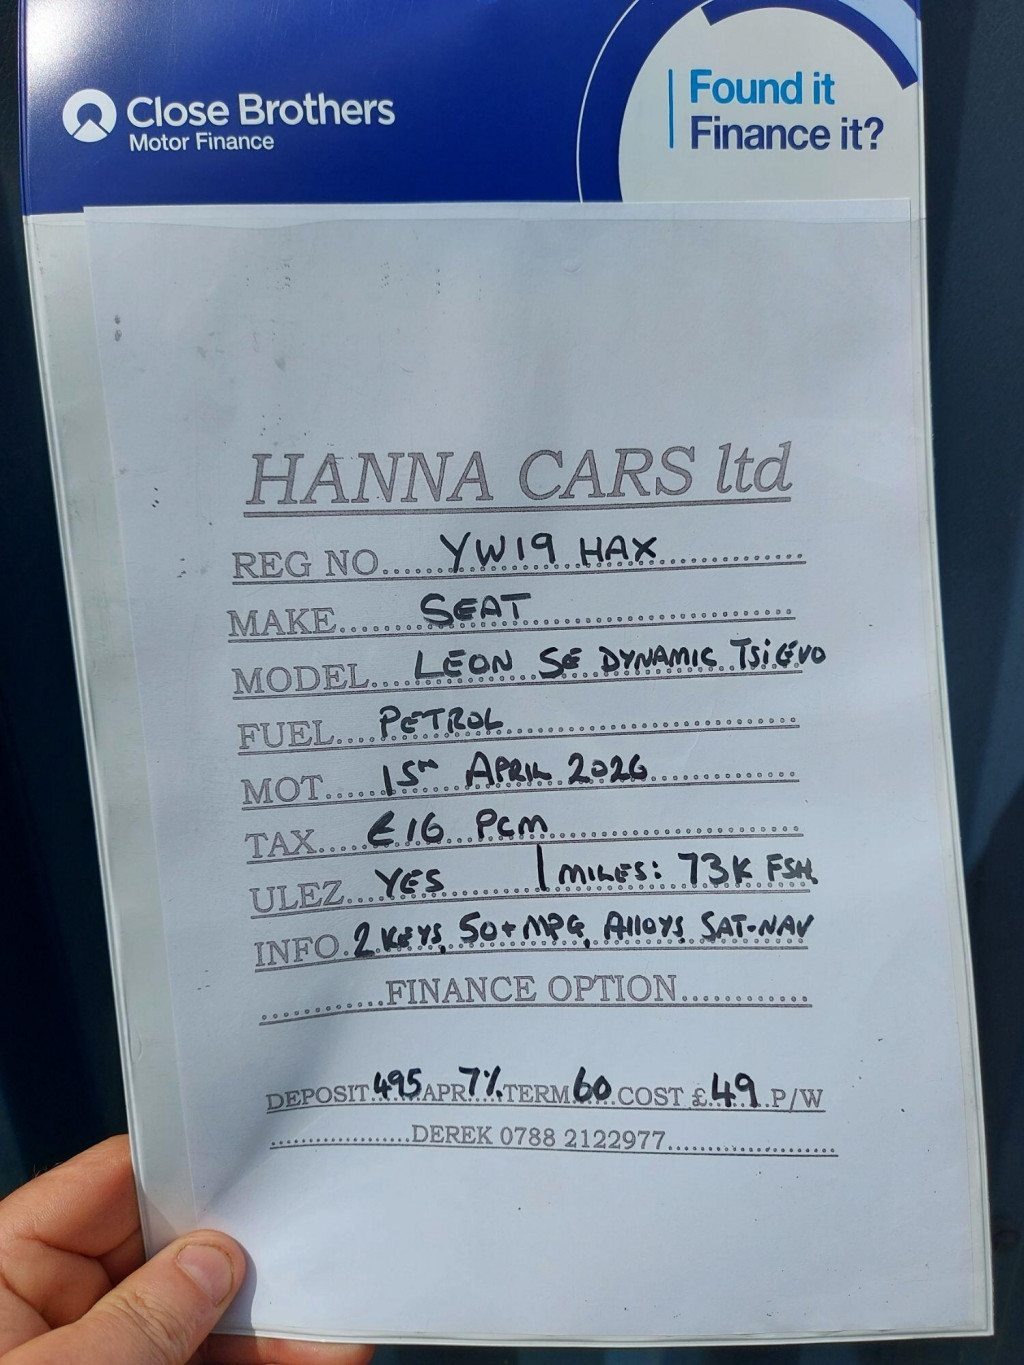 Close Brothers
Motor Finance
Found it
Finance it?
HANNA CARS ltd
REG NO......YW19 HAX..............
MAKE........SEAT..........................
MODEL....LEON SE DYNAMIC TSi EVO
FUEL....PETROL..............................
MOT......15TH APRIL 2026...............
TAX.....£16 PCM..........................
ULEZ...YES.......... | MILES: 73K FSH.
INFO.2 KEYS, 50+ MPG, Alloys, SAT-NAV
..........FINANCE OPTION..........
DEPOSIT 495 APR 7% TERM 60 COST £ 49 P/W
.................DEREK 0788 2122977.....................